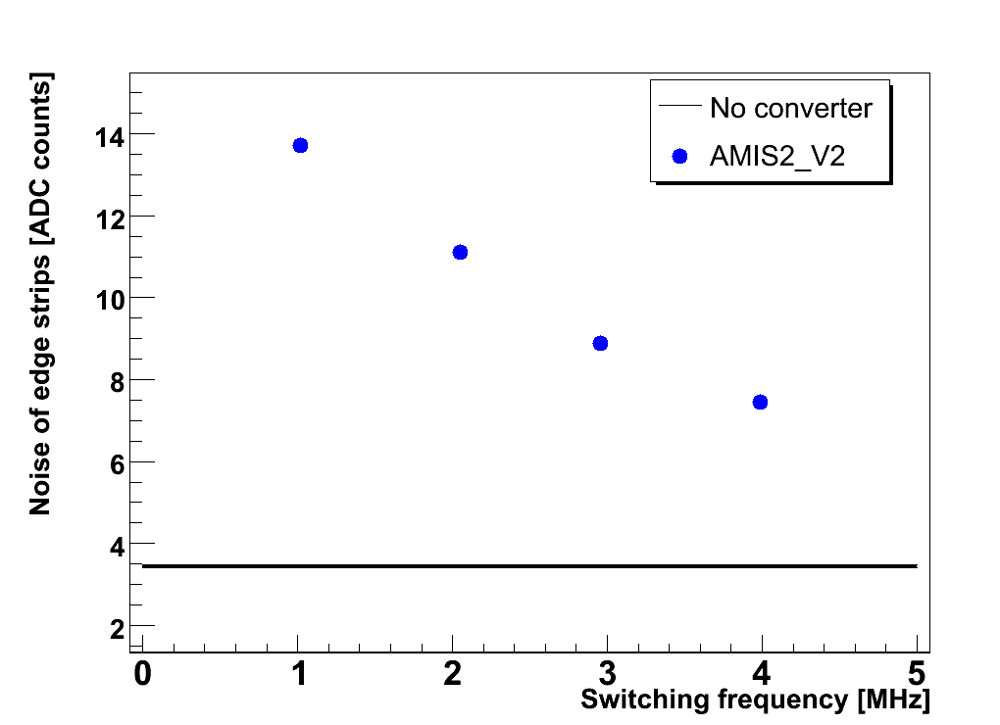 No converter
AMIS2_V2
Noise of edge strips [ADC counts]
14
12
10
8
6
4
2
0 1 2 3 4 5
Switching frequency [MHz]